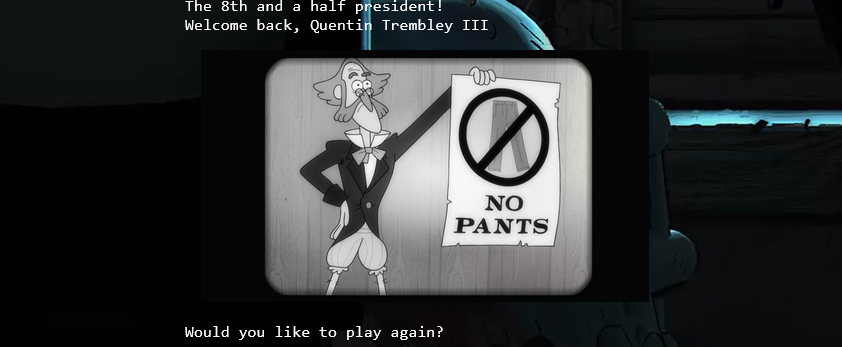 The 8th and a half president!
Welcome back, Quentin Trembley III
NO
PANTS
Would you like to play again?